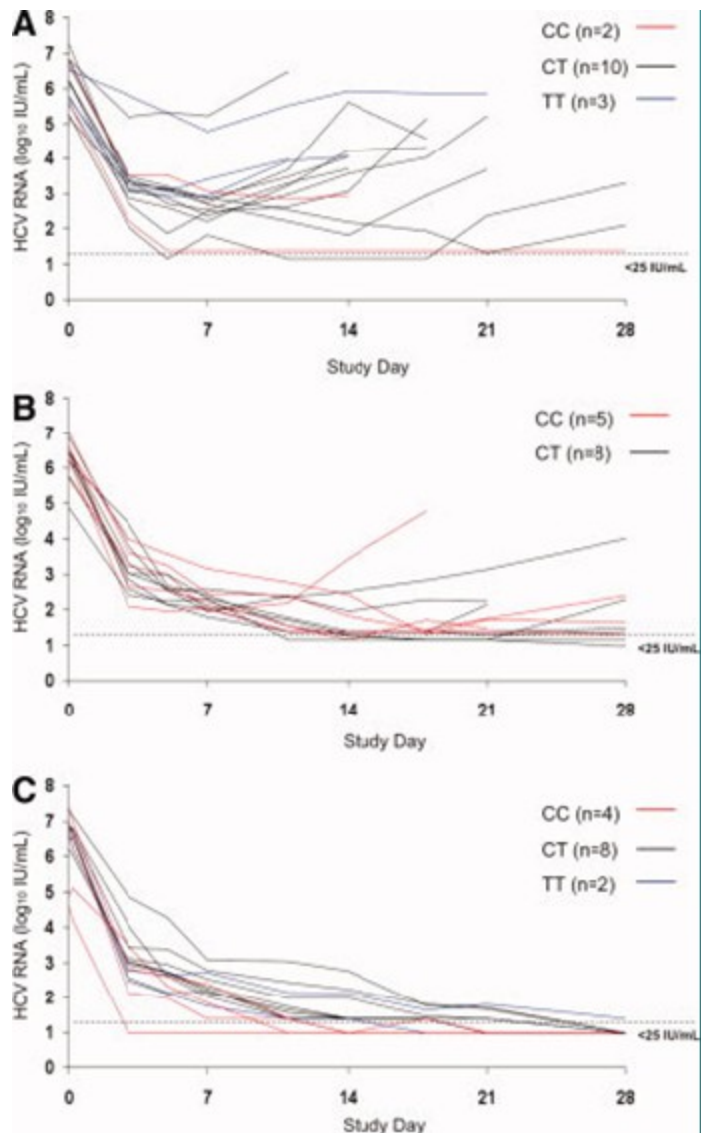 A
8
CC (n=2)
7
CT (n=10)
6
TT (n=3)
5
4
3
2
1
<25 IU/mL
0
HCV RNA (log₁₀ IU/mL)
0 7 14 21 28
Study Day
B
8
CC (n=5)
7
CT (n=8)
6
5
4
3
2
1
<25 IU/mL
0
HCV RNA (log₁₀ IU/mL)
0 7 14 21 28
Study Day
C
8
CC (n=4)
7
CT (n=8)
6
TT (n=2)
5
4
3
2
1
<25 IU/mL
0
HCV RNA (log₁₀ IU/mL)
0 7 14 21 28
Study Day